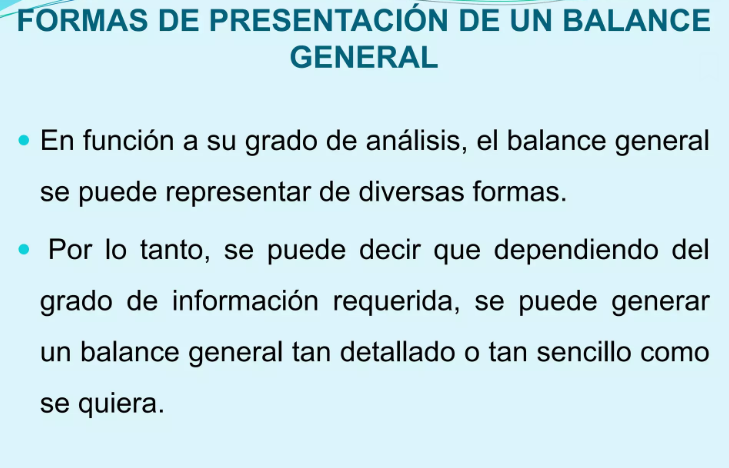 FORMAS DE PRESENTACIÓN DE UN BALANCE
GENERAL
• En función a su grado de análisis, el balance general
se puede representar de diversas formas.
• Por lo tanto, se puede decir que dependiendo del
grado de información requerida, se puede generar
un balance general tan detallado o tan sencillo como
se quiera.